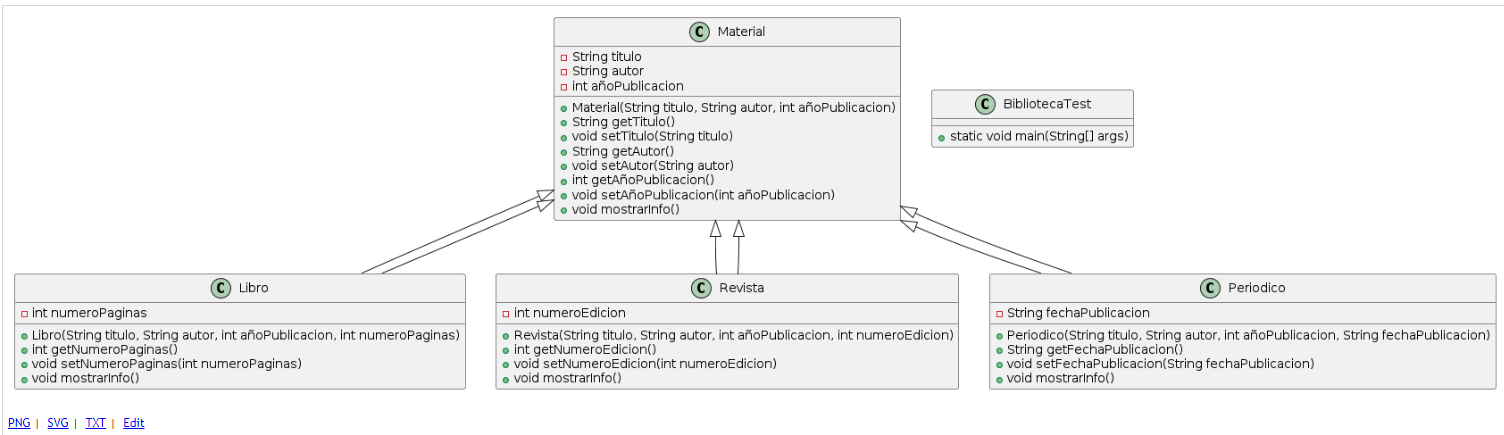 C Material
String titulo
String autor
int añoPublicacion
Material(String titulo, String autor, int añoPublicacion)
String getTitulo()
void setTitulo(String titulo)
String getAutor()
void setAutor(String autor)
int getAñoPublicacion()
void setAñoPublicacion(int añoPublicacion)
void mostrarInfo()
C BibliotecaTest
static void main(String[] args)
C Libro
int numeroPaginas
Libro(String titulo, String autor, int añoPublicacion, int numeroPaginas)
int getNumeroPaginas()
void setNumeroPaginas(int numeroPaginas)
void mostrarInfo()
C Revista
int numeroEdicion
Revista(String titulo, String autor, int añoPublicacion, int numeroEdicion)
int getNumeroEdicion()
void setNumeroEdicion(int numeroEdicion)
void mostrarInfo()
C Periodico
String fechaPublicacion
Periodico(String titulo, String autor, int añoPublicacion, String fechaPublicacion)
String getFechaPublicacion()
void setFechaPublicacion(String fechaPublicacion)
void mostrarInfo()
PNG | SVG | TXT | Edit